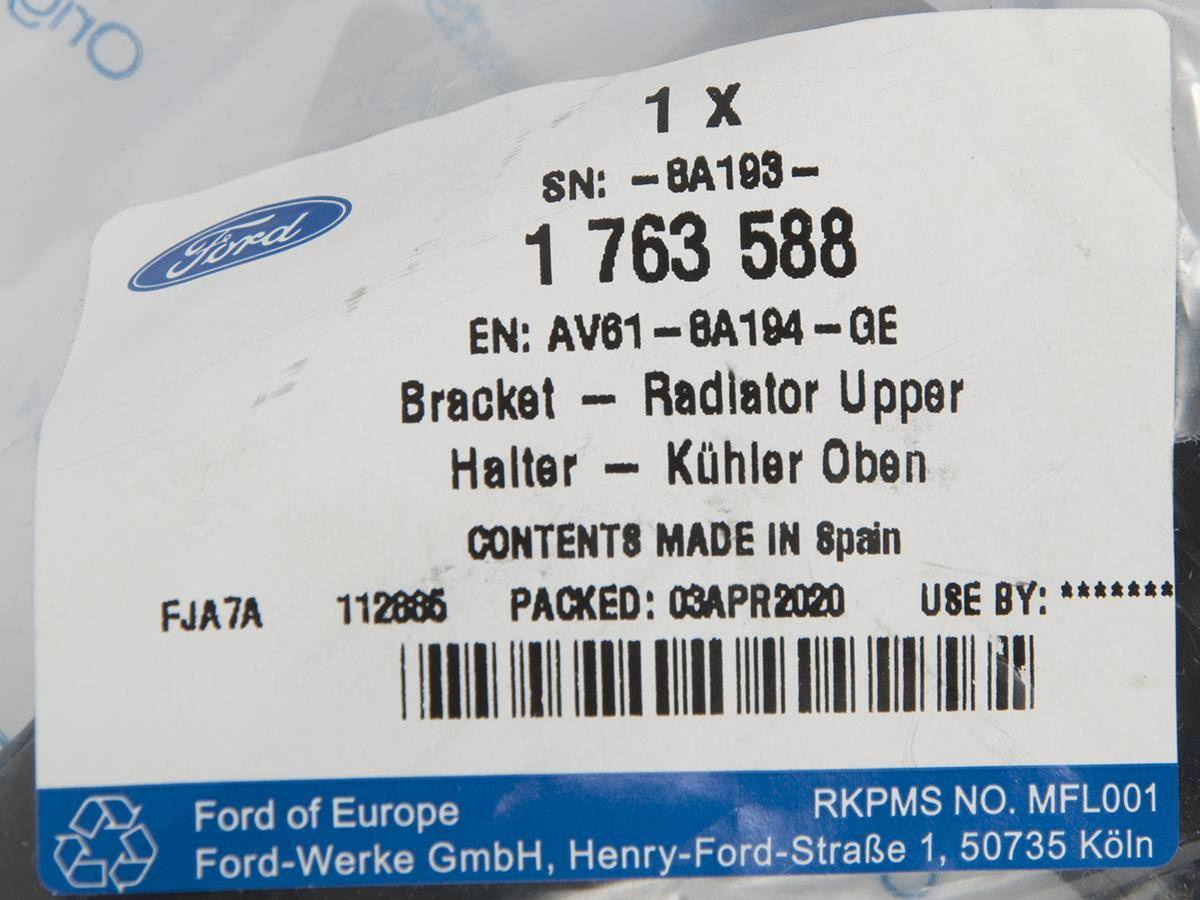 1 X
SN: -8A193-
Ford
1 763 588
EN: AV61-8A194-GE
Bracket - Radiator Upper
Halter - Kühler Oben
CONTENTS MADE IN Spain
FJA7A 112885 PACKED: 03APR2020 USE BY: *******
Ford of Europe RKPMS NO. MFL001
Ford-Werke GmbH, Henry-Ford-Straße 1, 50735 Köln